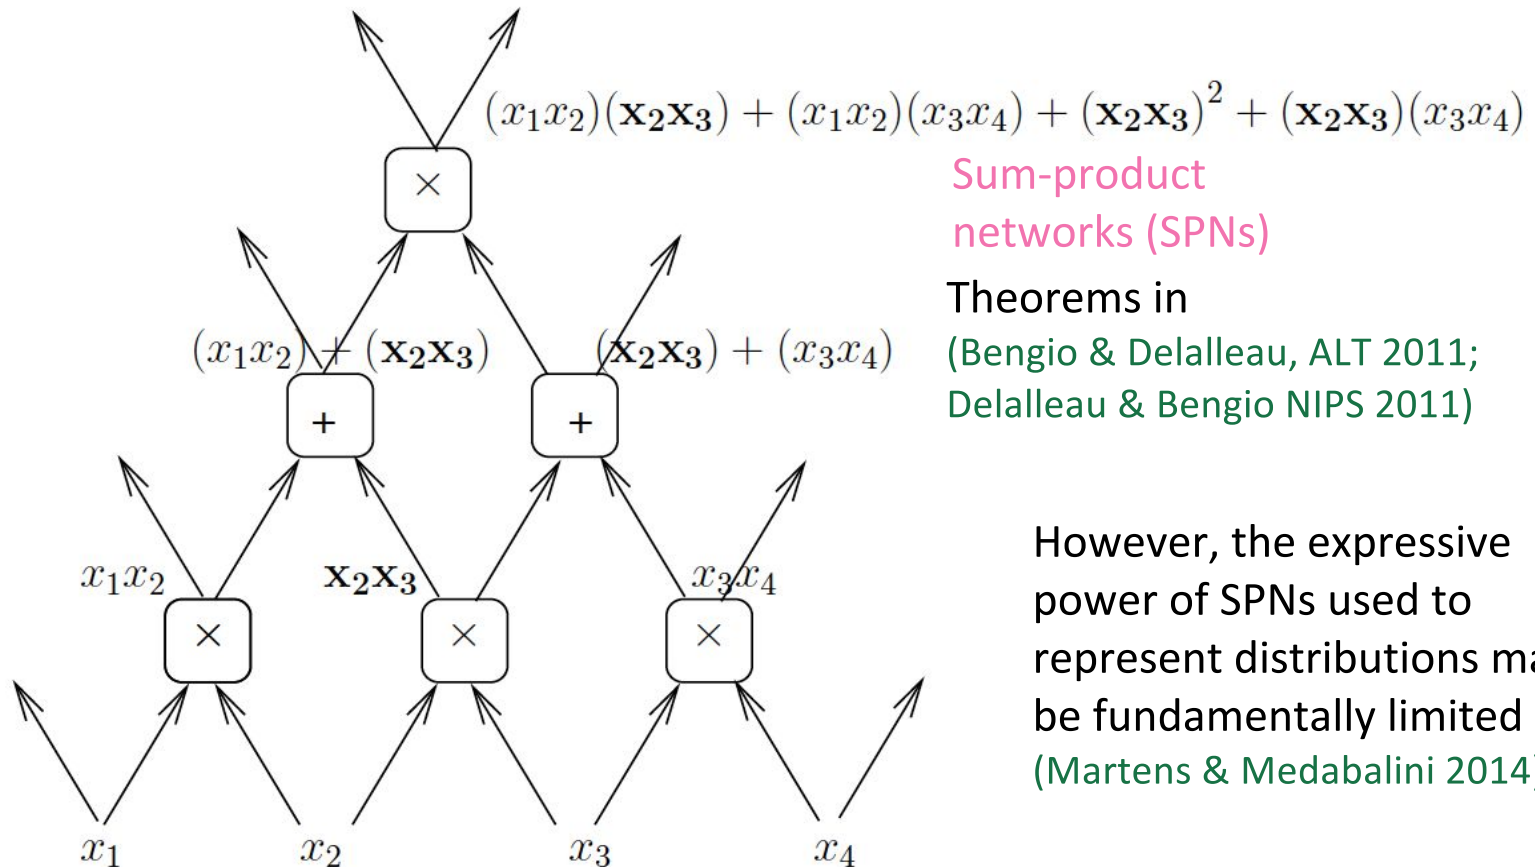 (x₁x₂)(𝐱₂𝐱₃) + (x₁x₂)(x₃x₄) + (𝐱₂𝐱₃)² + (𝐱₂𝐱₃)(x₃x₄)
×
Sum-product
networks (SPNs)
Theorems in
(Bengio & Delalleau, ALT 2011;
Delalleau & Bengio NIPS 2011)
(x₁x₂) + (𝐱₂𝐱₃)
(𝐱₂𝐱₃) + (x₃x₄)
+
+
However, the expressive
power of SPNs used to
represent distributions ma
be fundamentally limited
(Martens & Medabalini 2014)
x₁x₂
𝐱₂𝐱₃
x₃x₄
×
×
×
x₁
x₂
x₃
x₄